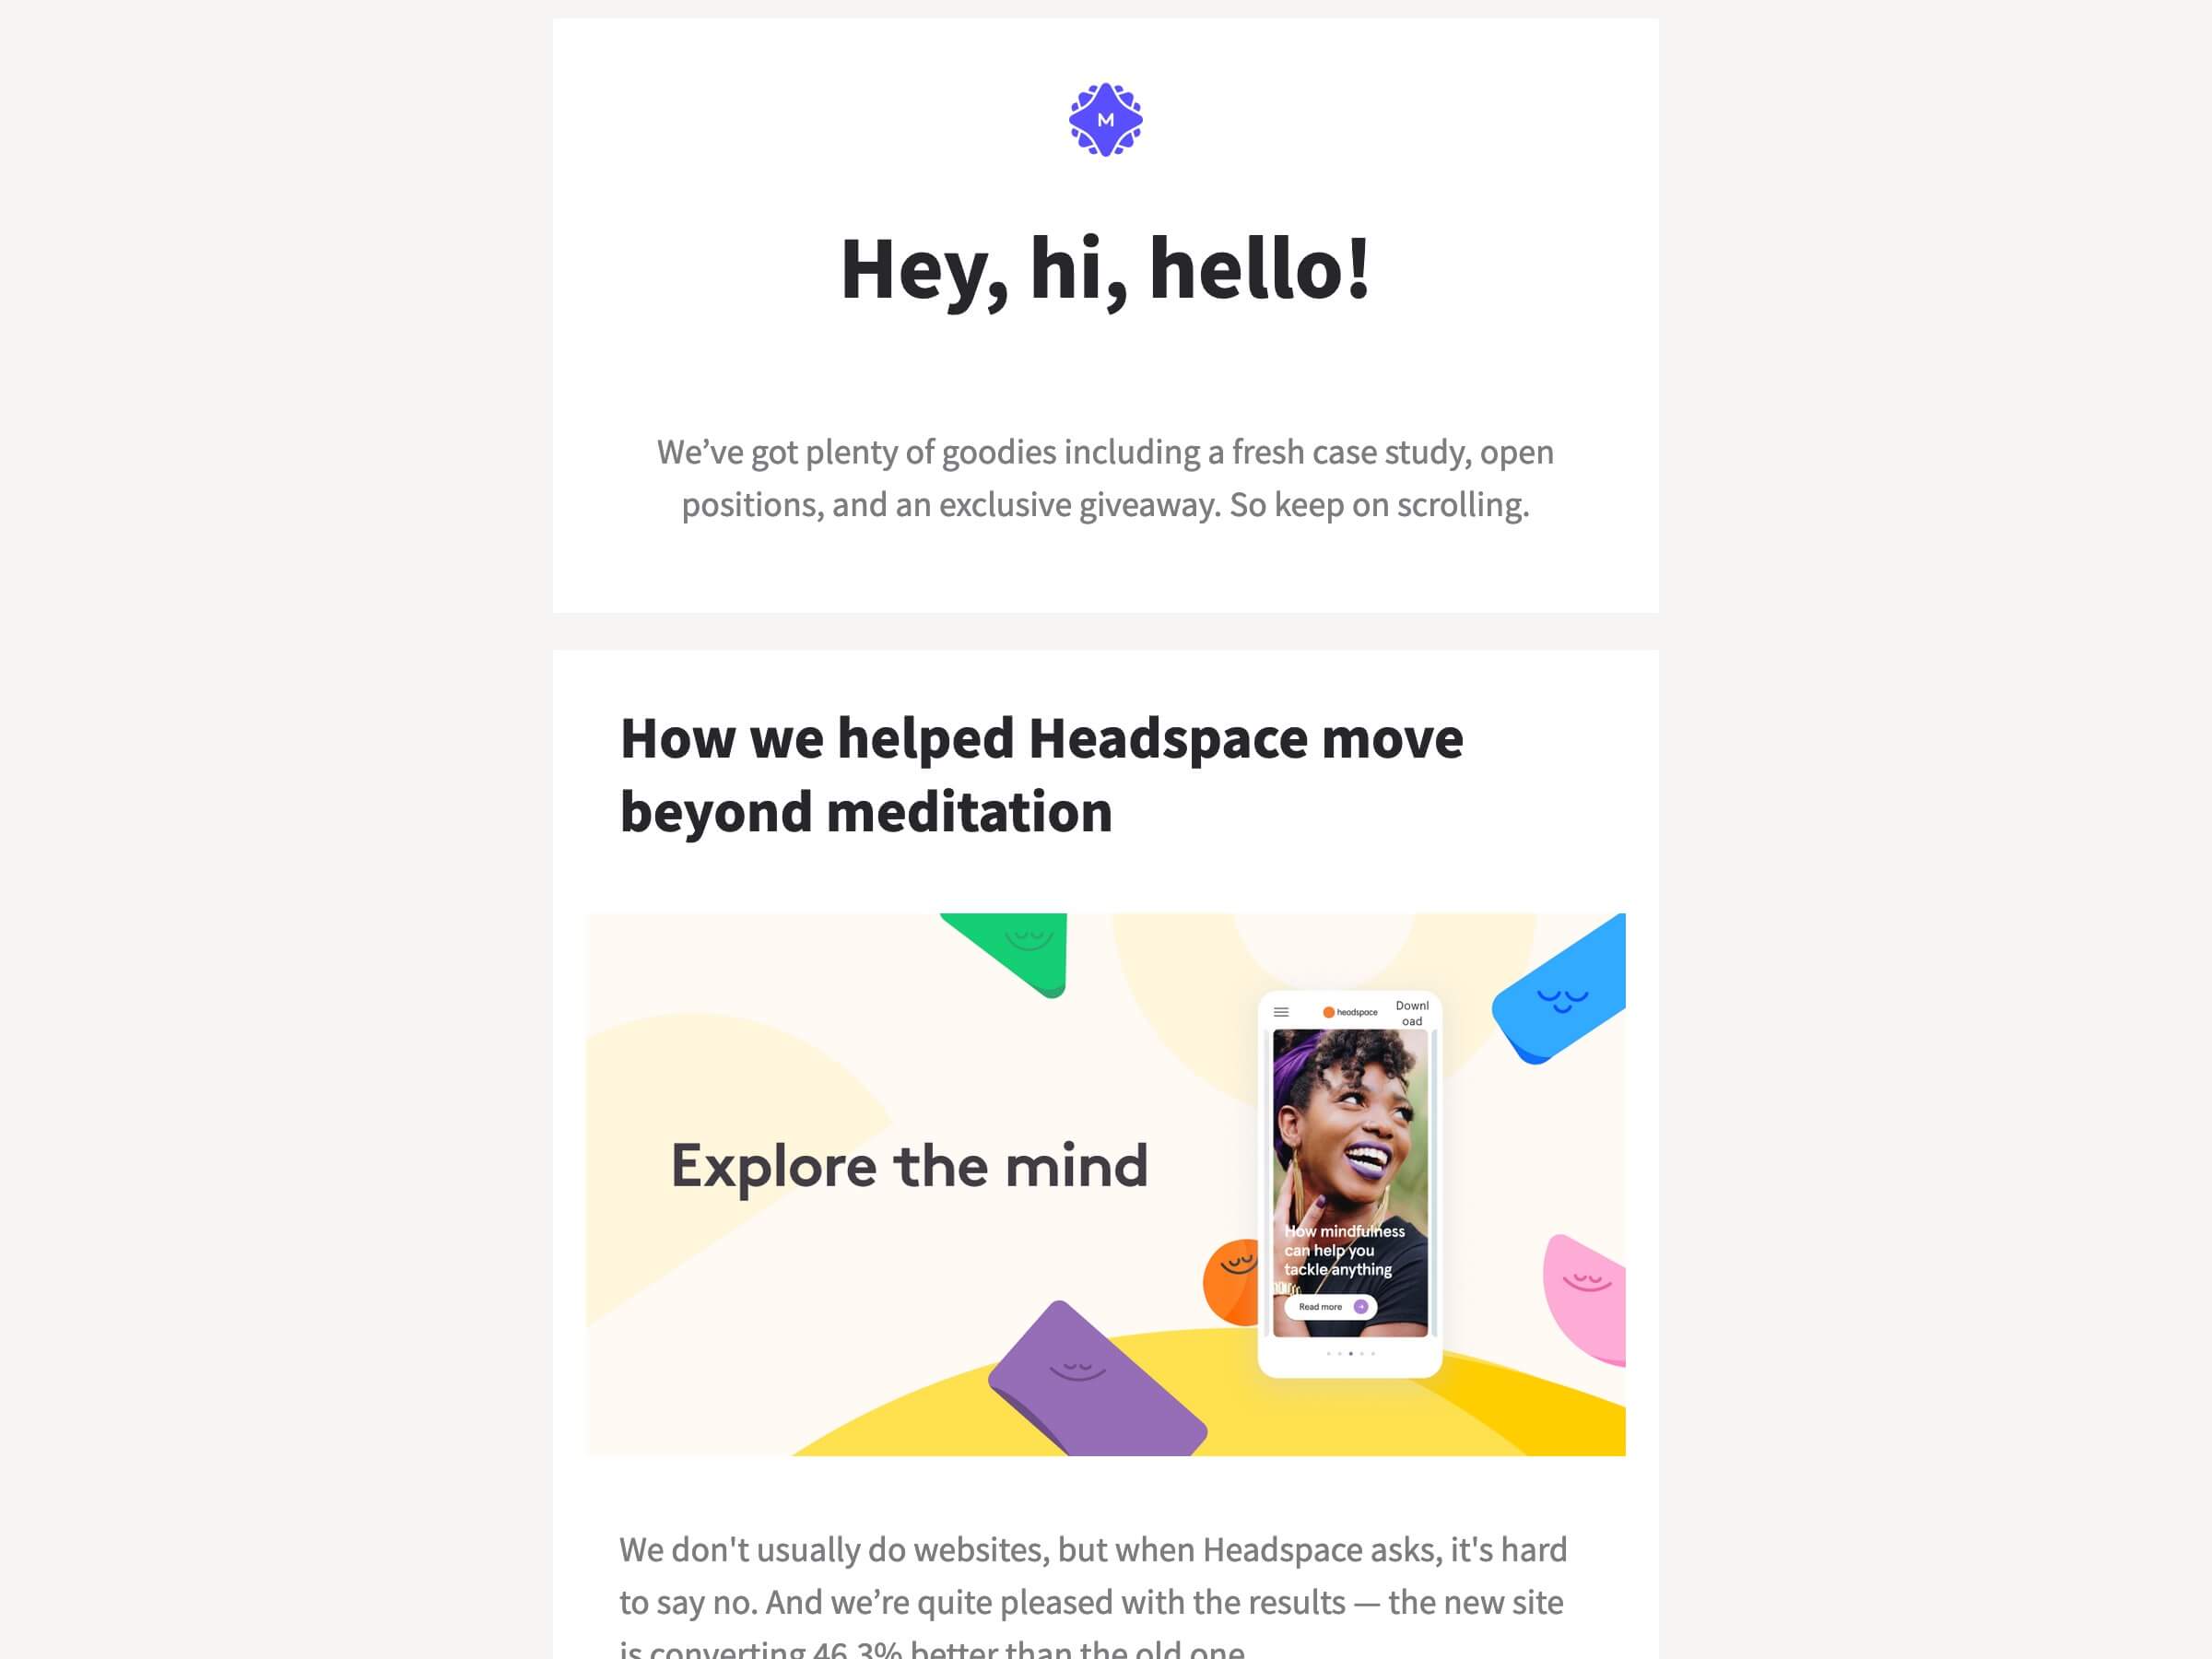 M
Hey, hi, hello!
We’ve got plenty of goodies including a fresh case study, open
positions, and an exclusive giveaway. So keep on scrolling.
How we helped Headspace move
beyond meditation
Explore the mind
headspace
Downl
oad
How mindfulness
can help you
tackle anything
Read more
We don't usually do websites, but when Headspace asks, it's hard
to say no. And we’re quite pleased with the results — the new site
is converting 46.3% better than the old one